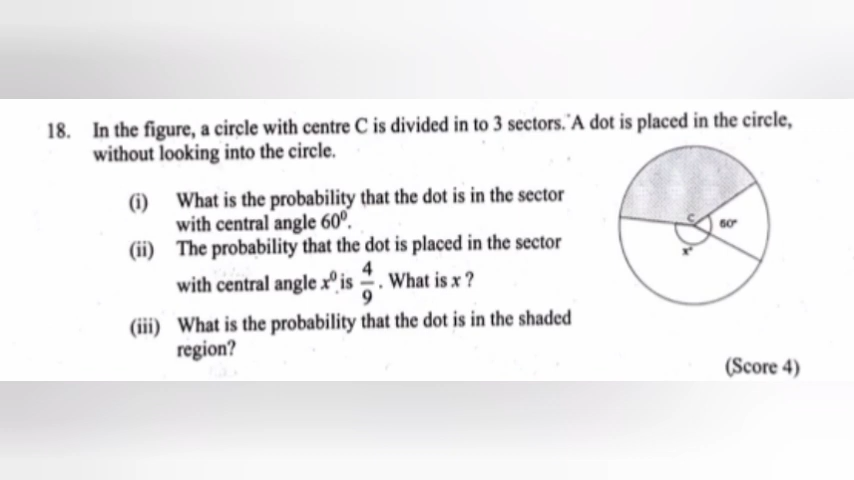 18. In the figure, a circle with centre C is divided in to 3 sectors. A dot is placed in the circle,
without looking into the circle.
(i) What is the probability that the dot is in the sector
with central angle 60⁰.
(ii) The probability that the dot is placed in the sector
with central angle x⁰ is 4/9. What is x ?
(iii) What is the probability that the dot is in the shaded
region?
(Score 4)
C
60°
x°